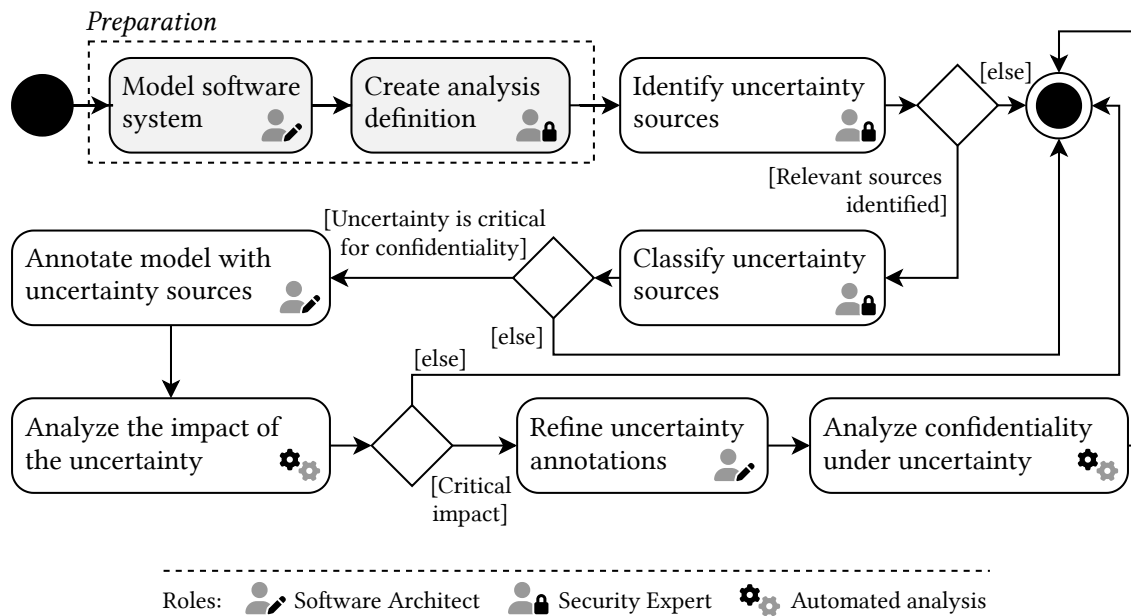 Preparation
Model software
system
Create analysis
definition
Identify uncertainty
sources
[else]
[Relevant sources
identified]
Classify uncertainty
sources
[Uncertainty is critical
for confidentiality]
[else]
Annotate model with
uncertainty sources
Analyze the impact of
the uncertainty
[else]
[Critical
impact]
Refine uncertainty
annotations
Analyze confidentiality
under uncertainty
Roles: Software Architect Security Expert Automated analysis